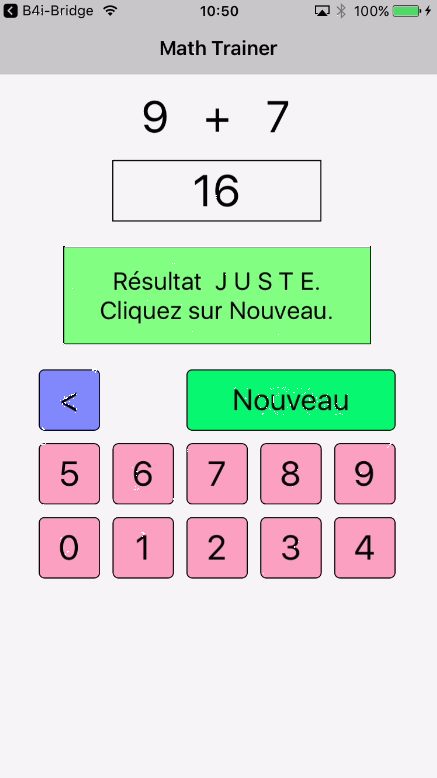 B4i-Bridge 10:50 100%
Math Trainer
9 + 7
16
Résultat J U S T E.
Cliquez sur Nouveau.
< Nouveau
5 6 7 8 9
0 1 2 3 4